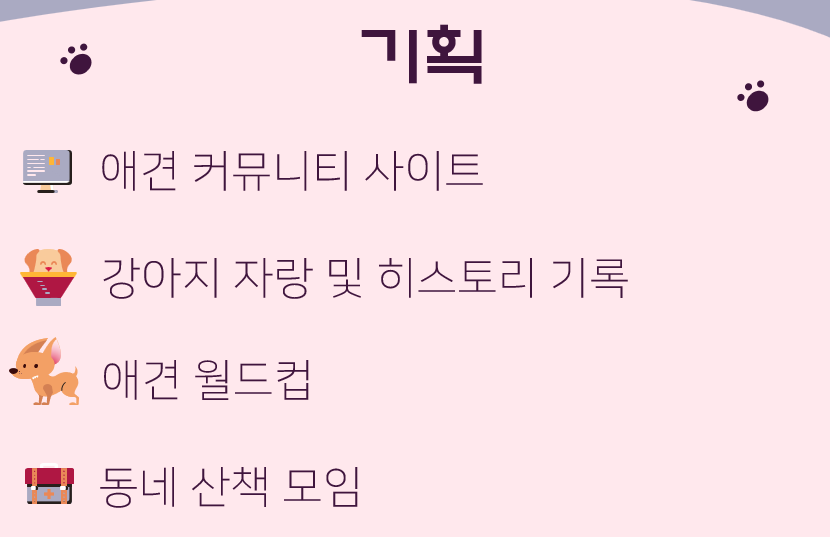 기획
애견 커뮤니티 사이트
강아지 자랑 및 히스토리 기록
애견 월드컵
동네 산책 모임